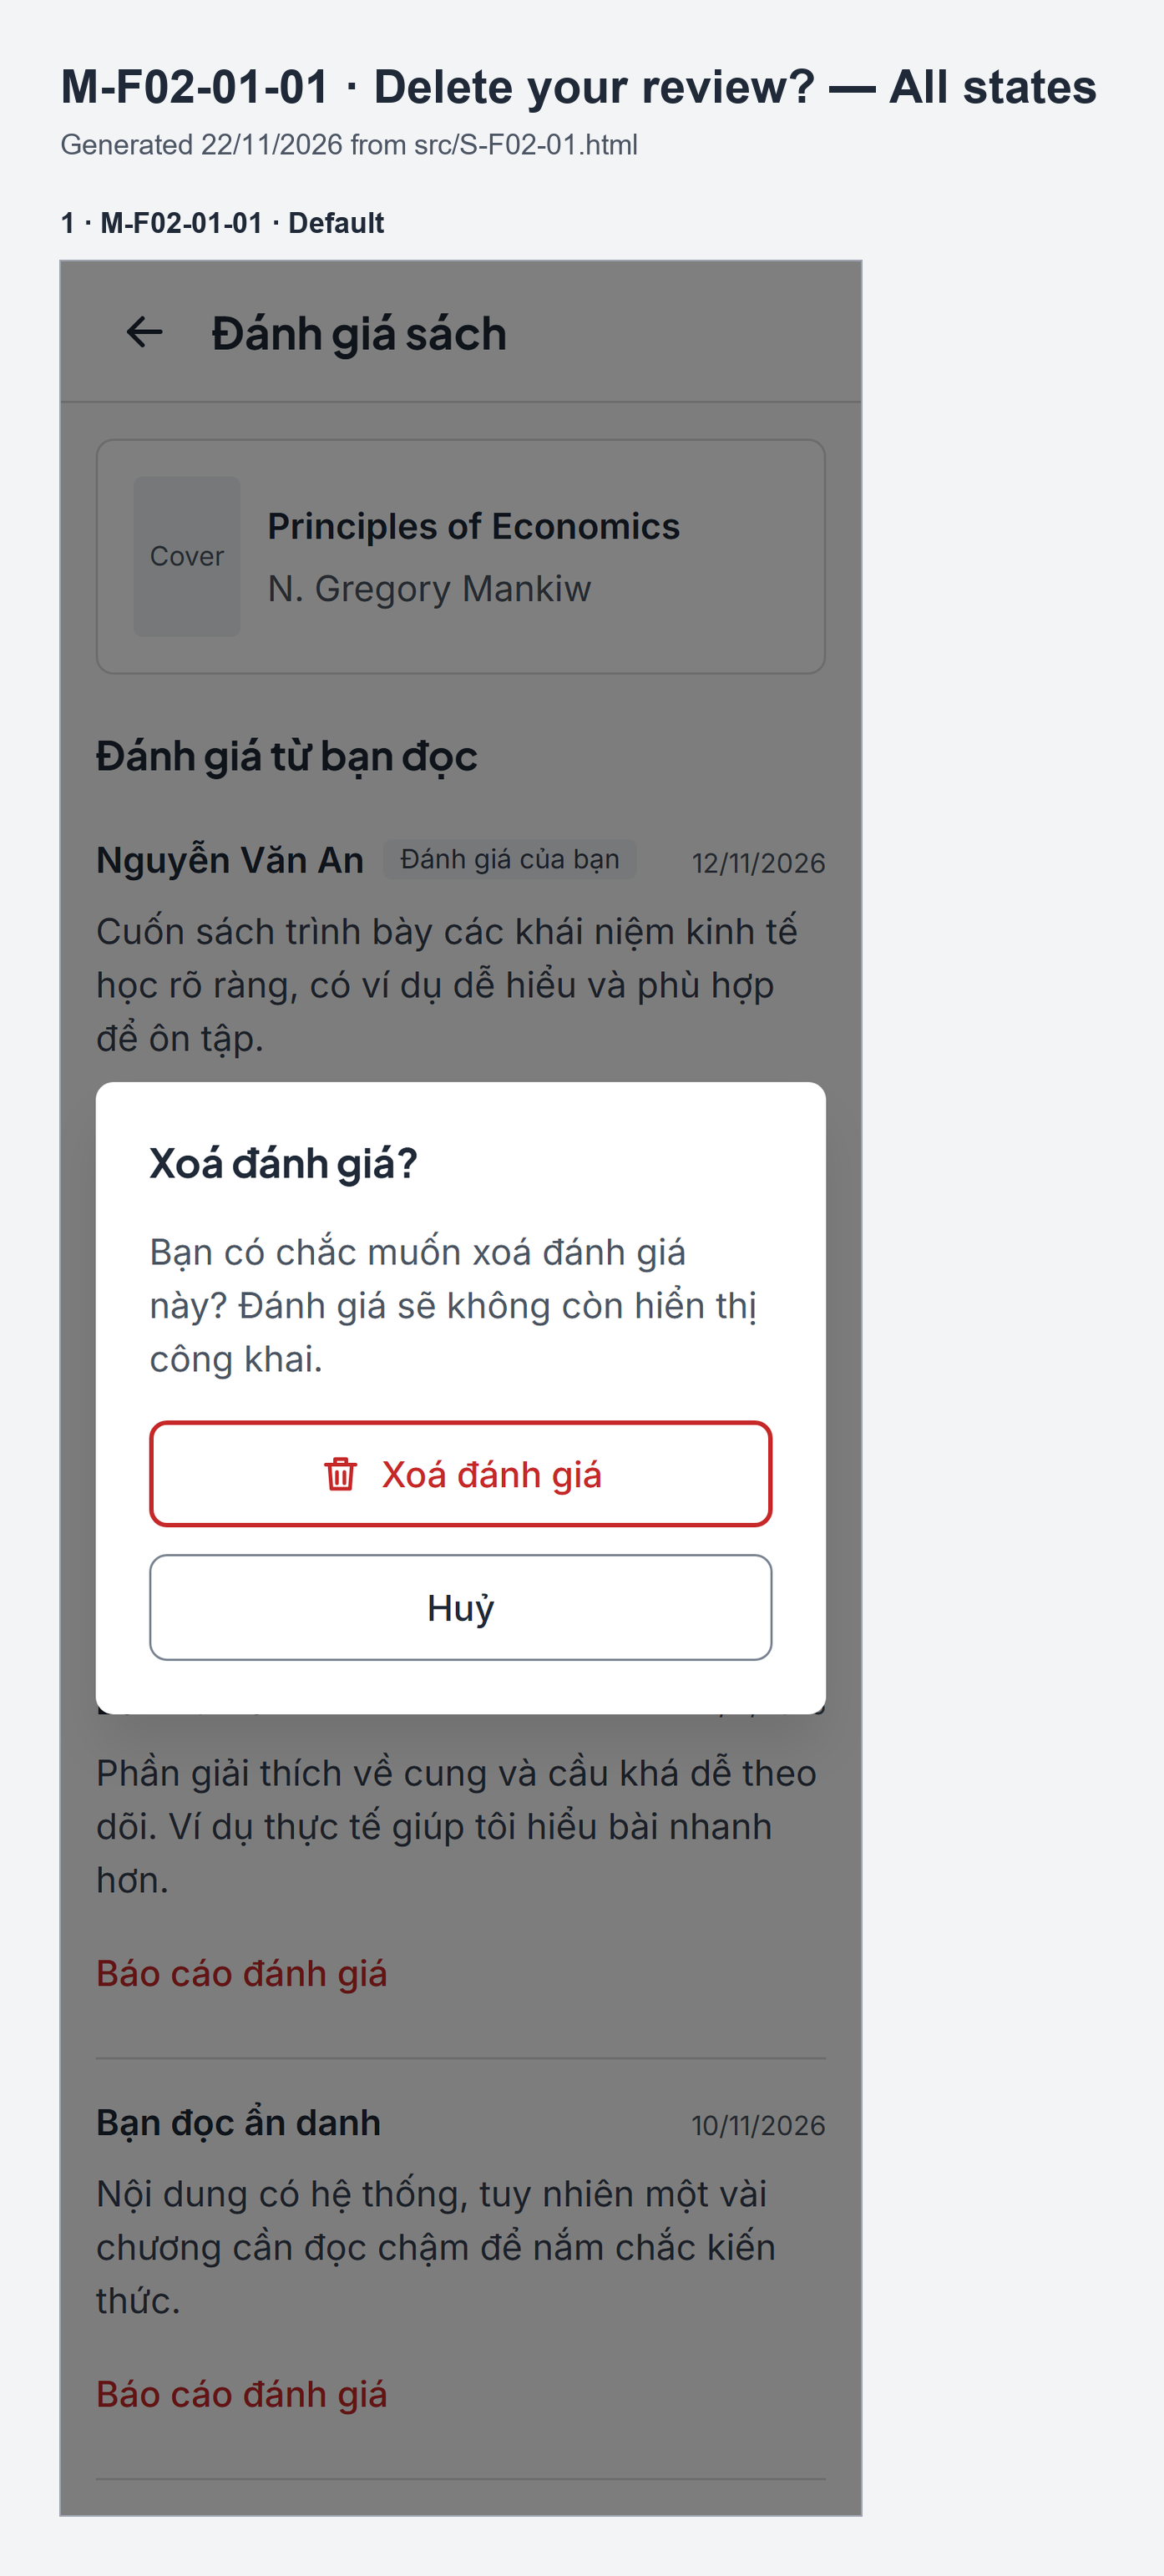 M-F02-01-01 · Delete your review? — All states
Generated 22/11/2026 from src/S-F02-01.html
1 · M-F02-01-01 · Default
Đánh giá sách
Cover
Principles of Economics
N. Gregory Mankiw
Đánh giá từ bạn đọc
Nguyễn Văn An Đánh giá của bạn 12/11/2026
Cuốn sách trình bày các khái niệm kinh tế
học rõ ràng, có ví dụ dễ hiểu và phù hợp
để ôn tập.
Xoá đánh giá?
Bạn có chắc muốn xoá đánh giá
này? Đánh giá sẽ không còn hiển thị
công khai.
Xoá đánh giá
Huỷ
Phần giải thích về cung và cầu khá dễ theo
dõi. Ví dụ thực tế giúp tôi hiểu bài nhanh
hơn.
Báo cáo đánh giá
Bạn đọc ẩn danh 10/11/2026
Nội dung có hệ thống, tuy nhiên một vài
chương cần đọc chậm để nắm chắc kiến
thức.
Báo cáo đánh giá